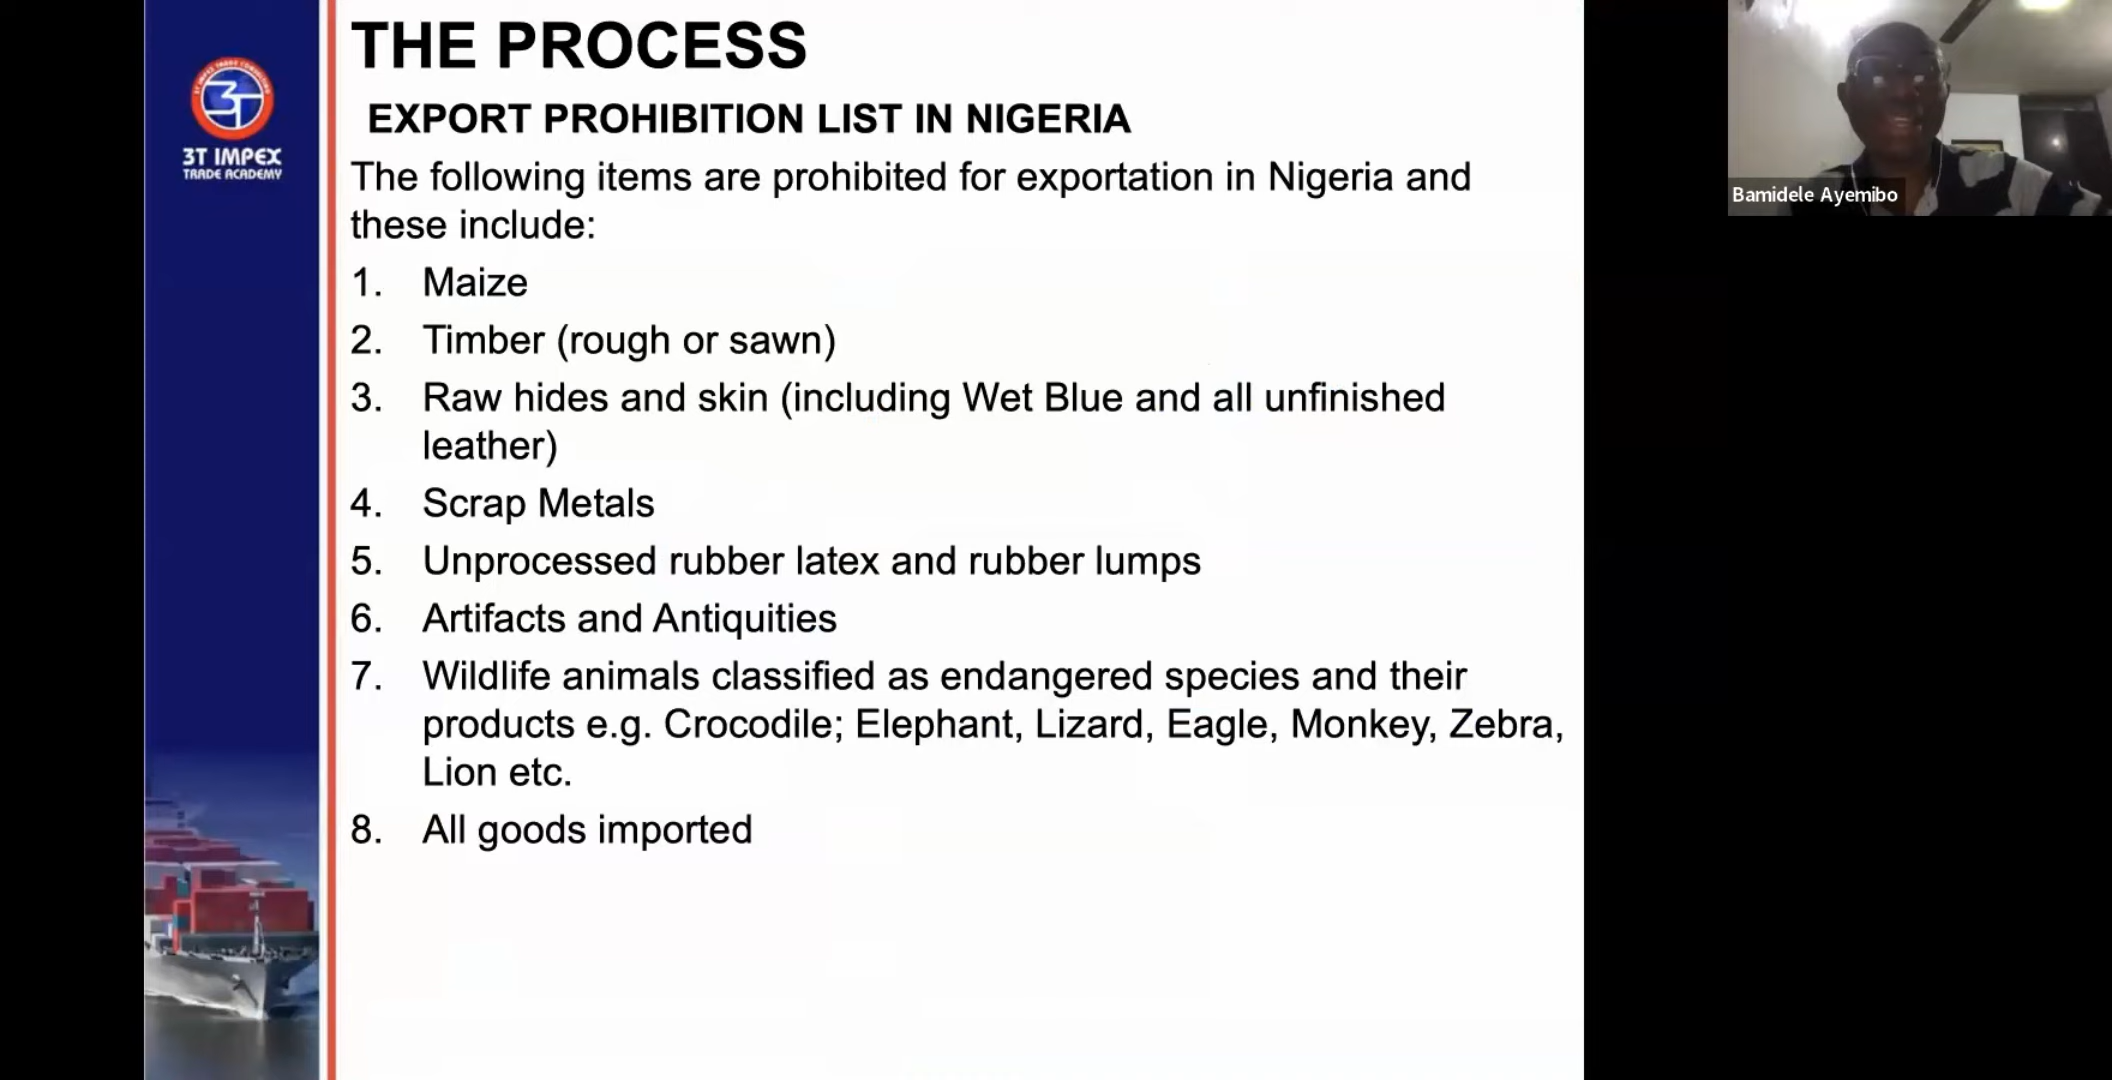 THE PROCESS
EXPORT PROHIBITION LIST IN NIGERIA
The following items are prohibited for exportation in Nigeria and
these include:
1. Maize
2. Timber (rough or sawn)
3. Raw hides and skin (including Wet Blue and all unfinished
leather)
4. Scrap Metals
5. Unprocessed rubber latex and rubber lumps
6. Artifacts and Antiquities
7. Wildlife animals classified as endangered species and their
products e.g. Crocodile; Elephant, Lizard, Eagle, Monkey, Zebra,
Lion etc.
8. All goods imported
3T IMPEX
TRADE ACADEMY
Bamidele Ayemibo